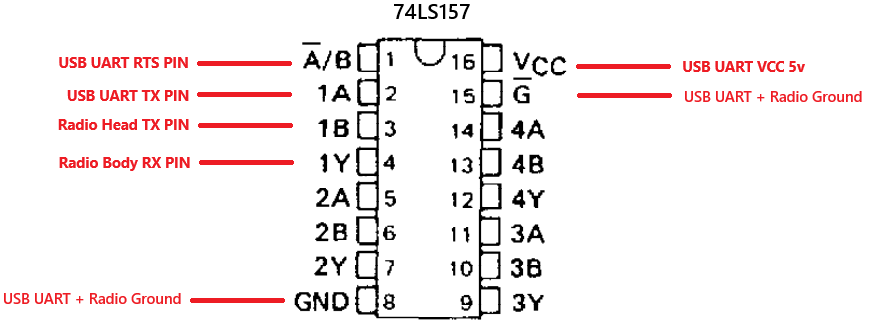 74LS157
USB UART RTS PIN A̅/B 1 16 VCC USB UART VCC 5v
USB UART TX PIN 1A 2 15 G̅ USB UART + Radio Ground
Radio Head TX PIN 1B 3 14 4A
Radio Body RX PIN 1Y 4 13 4B
2A 5 12 4Y
2B 6 11 3A
2Y 7 10 3B
USB UART + Radio Ground GND 8 9 3Y